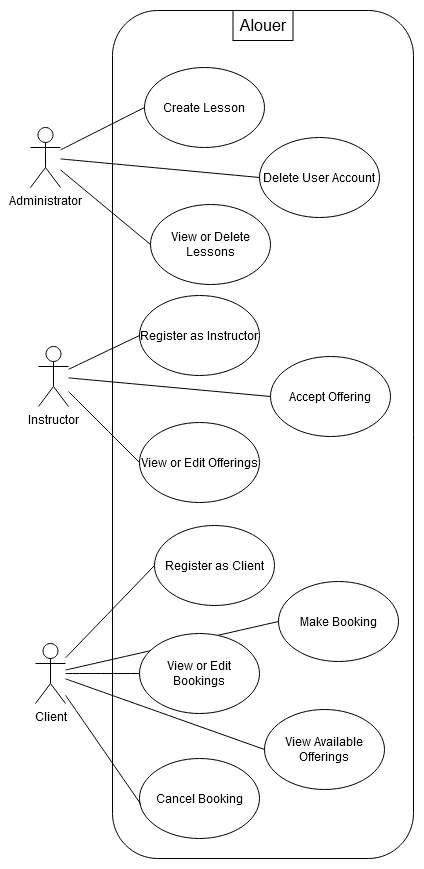 Alouer
Create Lesson
Administrator
Delete User Account
View or Delete
Lessons
Register as Instructor
Instructor
Accept Offering
View or Edit Offerings
Register as Client
Make Booking
View or Edit
Bookings
Client
View Available
Offerings
Cancel Booking